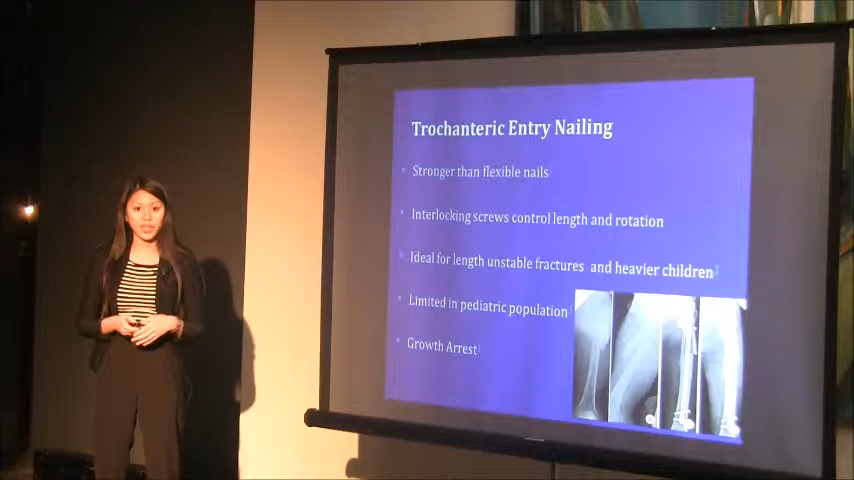 Trochanteric Entry Nailing
Stronger than flexible nails
Interlocking screws control length and rotation
Ideal for length unstable fractures and heavier children
Limited in pediatric population
Growth Arrest